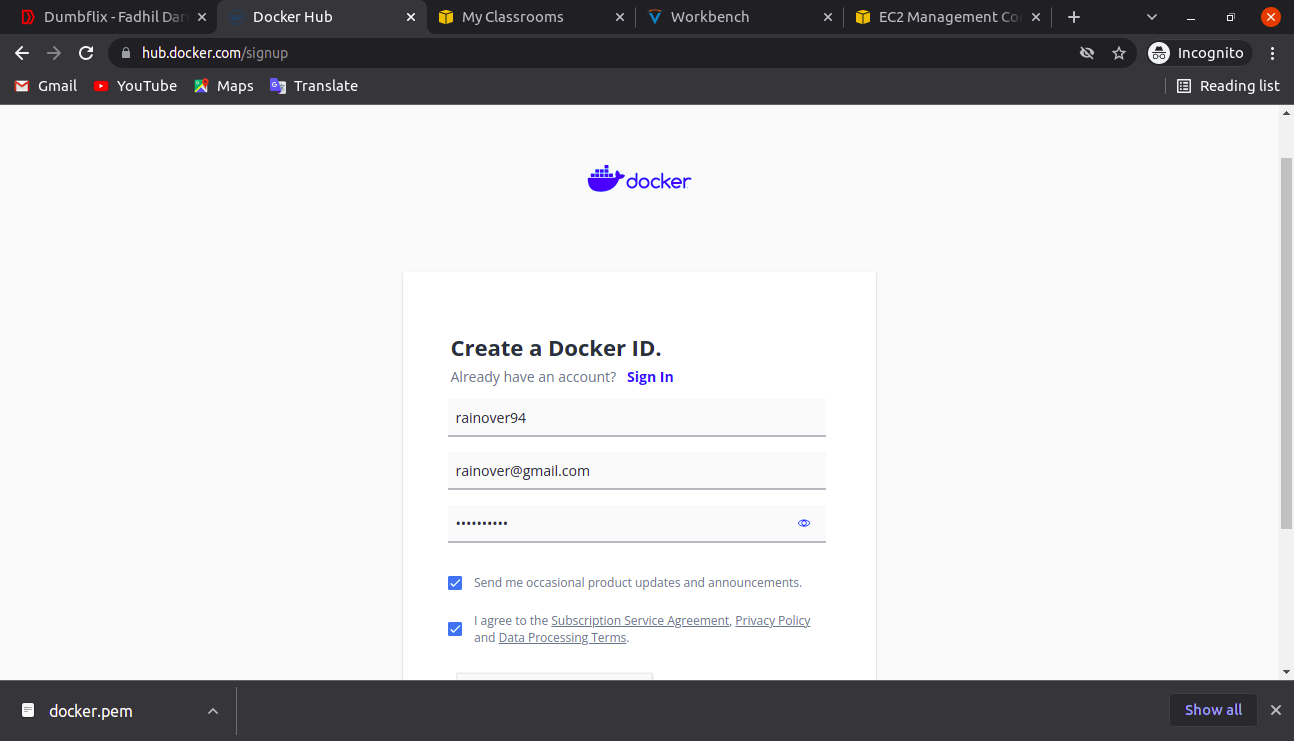 Dumbflix - Fadhil Dar
Docker Hub
My Classrooms
Workbench
EC2 Management Co
hub.docker.com/signup
Incognito
Gmail
YouTube
Maps
Translate
Reading list
docker
Create a Docker ID.
Already have an account? Sign In
rainover94
rainover@gmail.com
••••••••••
Send me occasional product updates and announcements.
I agree to the Subscription Service Agreement, Privacy Policy
and Data Processing Terms.
docker.pem
Show all